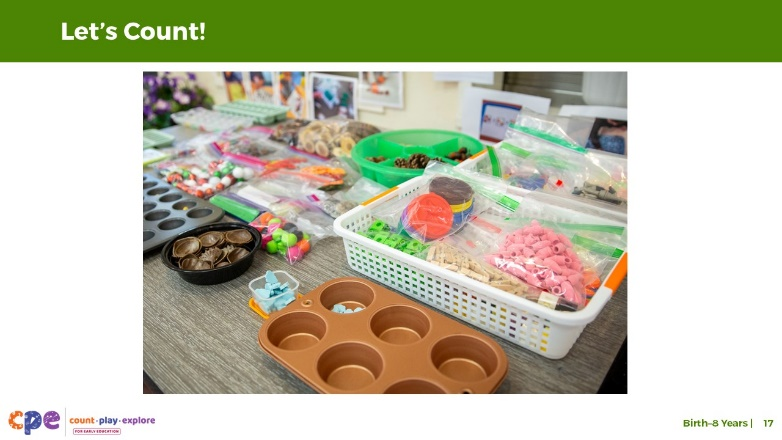 Let's Count!
cpe
count·play·explore
FOR EARLY EDUCATION
Birth–8 Years | 17